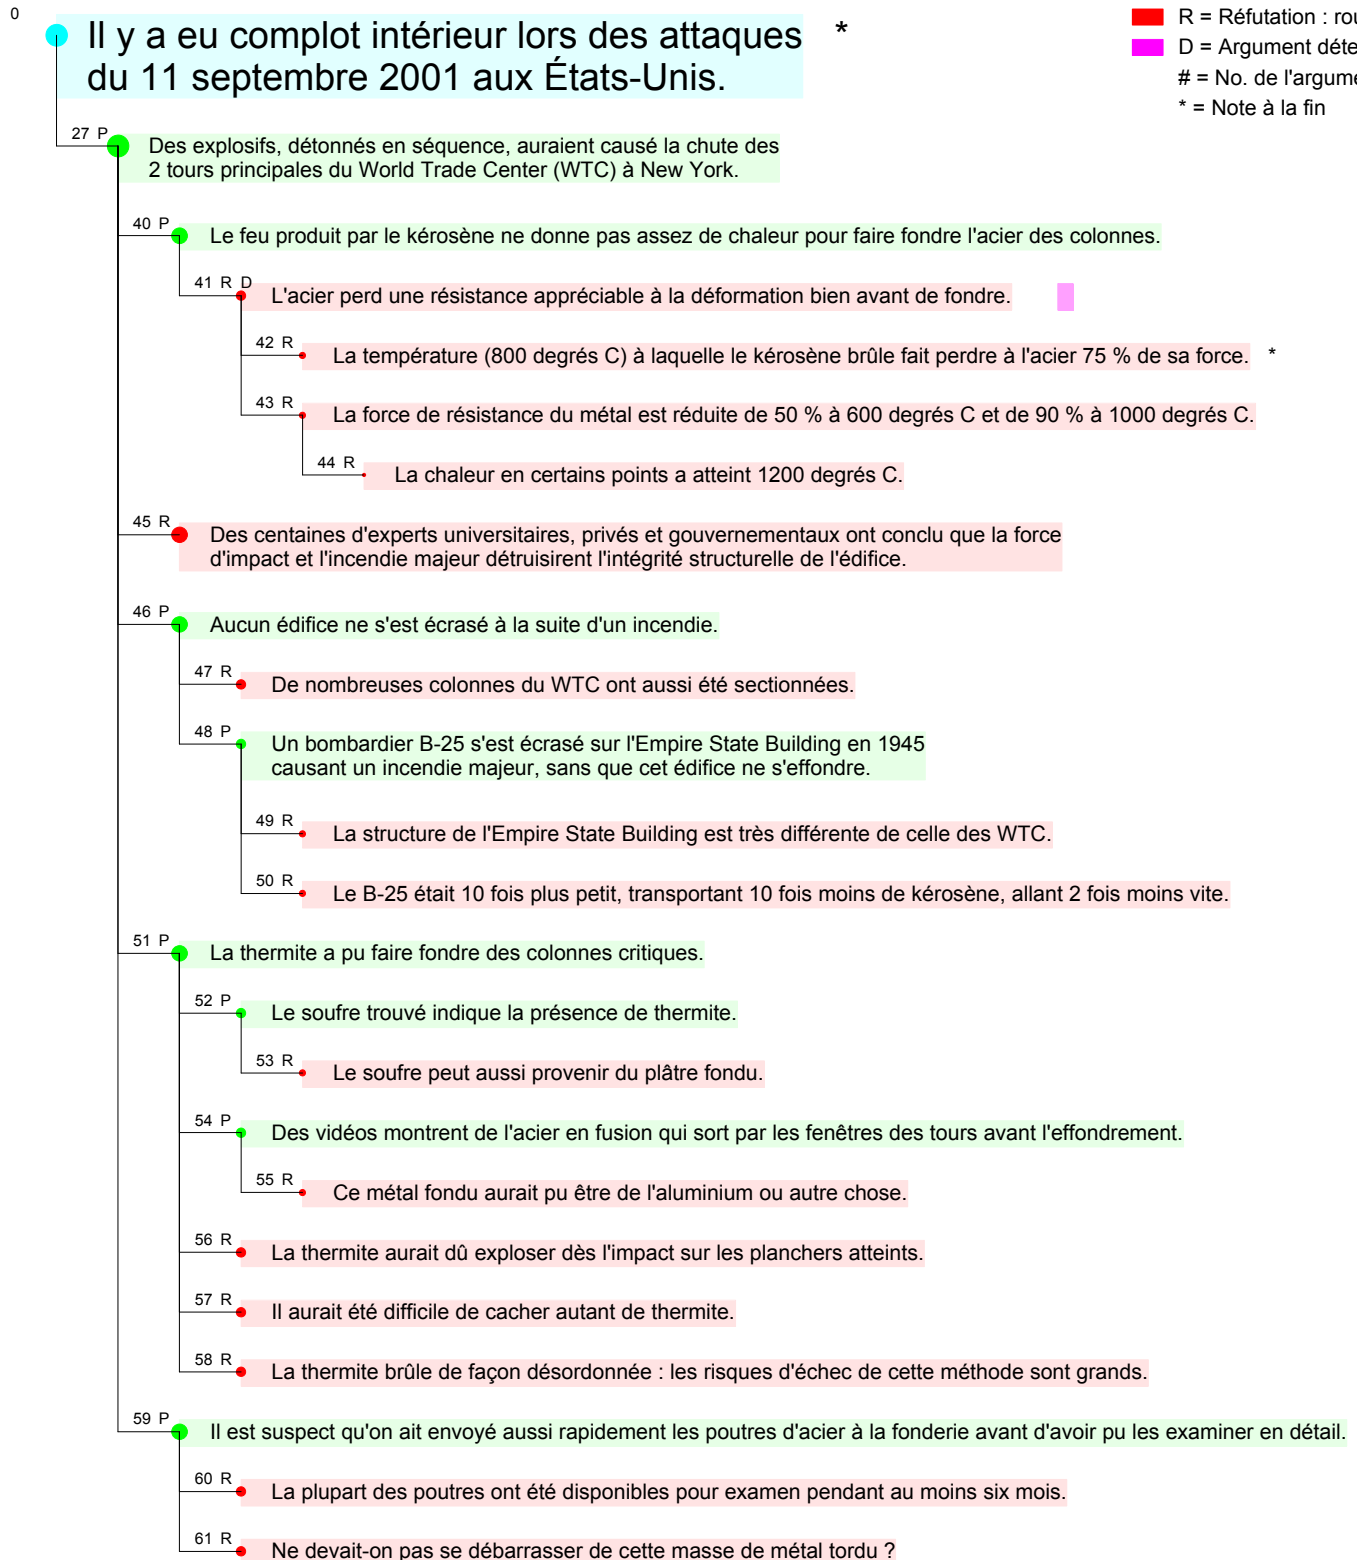 0
Il y a eu complot intérieur lors des attaques *
du 11 septembre 2001 aux États-Unis.
R = Réfutation :
D = Argument
# = No. de
* = Note à la fin
27 P
Des explosifs, détonnés en séquence, auraient causé la chute des
2 tours principales du World Trade Center (WTC) à New York.
40 P
Le feu produit par le kérosène ne donne pas assez de chaleur pour faire fondre l'acier des colonnes.
41 R D
L'acier perd une résistance appréciable à la déformation bien avant de fondre.
42 R
La température (800 degrés C) à laquelle le kérosène brûle fait perdre à l'acier 75 % de sa force. *
43 R
La force de résistance du métal est réduite de 50 % à 600 degrés C et de 90 % à 1000 degrés C.
44 R
La chaleur en certains points a atteint 1200 degrés C.
45 R
Des centaines d'experts universitaires, privés et gouvernementaux ont conclu que la force
d'impact et l'incendie majeur détruisirent l'intégrité structurelle de l'édifice.
46 P
Aucun édifice ne s'est écrasé à la suite d'un incendie.
47 R
De nombreuses colonnes du WTC ont aussi été sectionnées.
48 P
Un bombardier B-25 s'est écrasé sur l'Empire State Building en 1945
causant un incendie majeur, sans que cet édifice ne s'effondre.
49 R
La structure de l'Empire State Building est très différente de celle des WTC.
50 R
Le B-25 était 10 fois plus petit, transportant 10 fois moins de kérosène, allant 2 fois moins vite.
51 P
La thermite a pu faire fondre des colonnes critiques.
52 P
Le soufre trouvé indique la présence de thermite.
53 R
Le soufre peut aussi provenir du plâtre fondu.
54 P
Des vidéos montrent de l'acier en fusion qui sort par les fenêtres des tours avant l'effondrement.
55 R
Ce métal fondu aurait pu être de l'aluminium ou autre chose.
56 R
La thermite aurait dû exploser dès l'impact sur les planchers atteints.
57 R
Il aurait été difficile de cacher autant de thermite.
58 R
La thermite brûle de façon désordonnée : les risques d'échec de cette méthode sont grands.
59 P
Il est suspect qu'on ait envoyé aussi rapidement les poutres d'acier à la fonderie avant d'avoir pu les examiner en détail.
60 R
La plupart des poutres ont été disponibles pour examen pendant au moins six mois.
61 R
Ne devait-on pas se débarrasser de cette masse de métal tordu ?